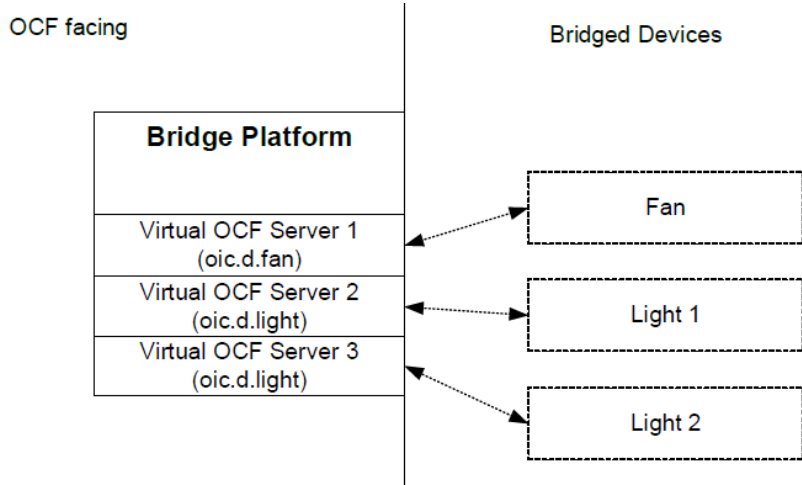 OCF facing
Bridged Devices
Bridge Platform
Virtual OCF Server 1
(oic.d.fan)
Virtual OCF Server 2
(oic.d.light)
Virtual OCF Server 3
(oic.d.light)
Fan
Light 1
Light 2